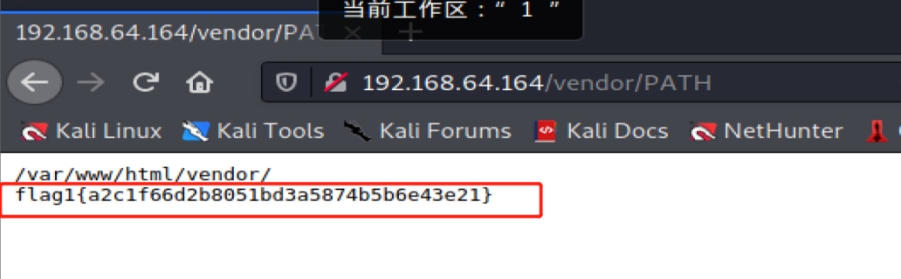 当前工作区：“ 1 ”
192.168.64.164/vendor/PAT
192.168.64.164/vendor/PATH
Kali Linux Kali Tools Kali Forums Kali Docs NetHunter
/var/www/html/vendor/
flag1{a2c1f66d2b8051bd3a5874b5b6e43e21}